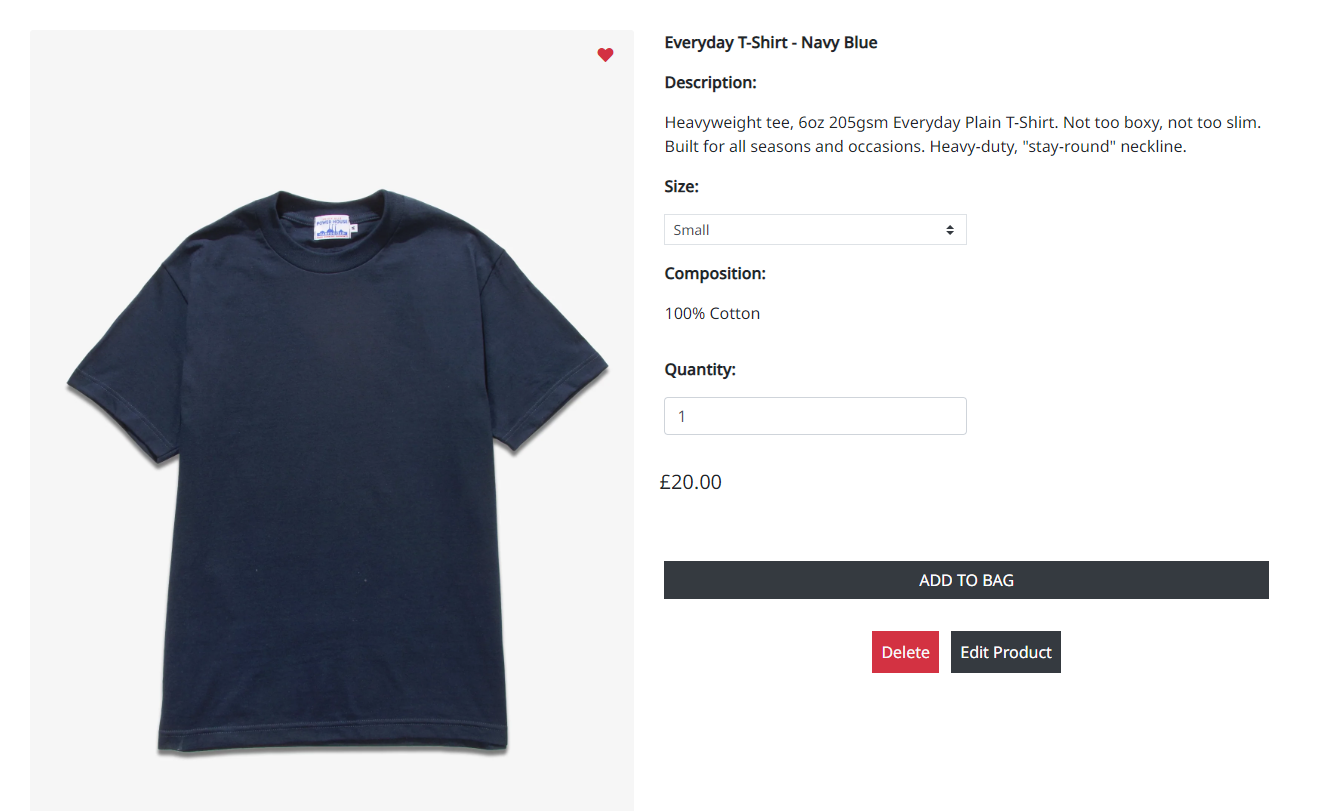 Everyday T-Shirt - Navy Blue
Description:
Heavyweight tee, 6oz 205gsm Everyday Plain T-Shirt. Not too boxy, not too slim.
Built for all seasons and occasions. Heavy-duty, "stay-round" neckline.
Size:
Small
Composition:
100% Cotton
Quantity:
1
£20.00
ADD TO BAG
Delete Edit Product